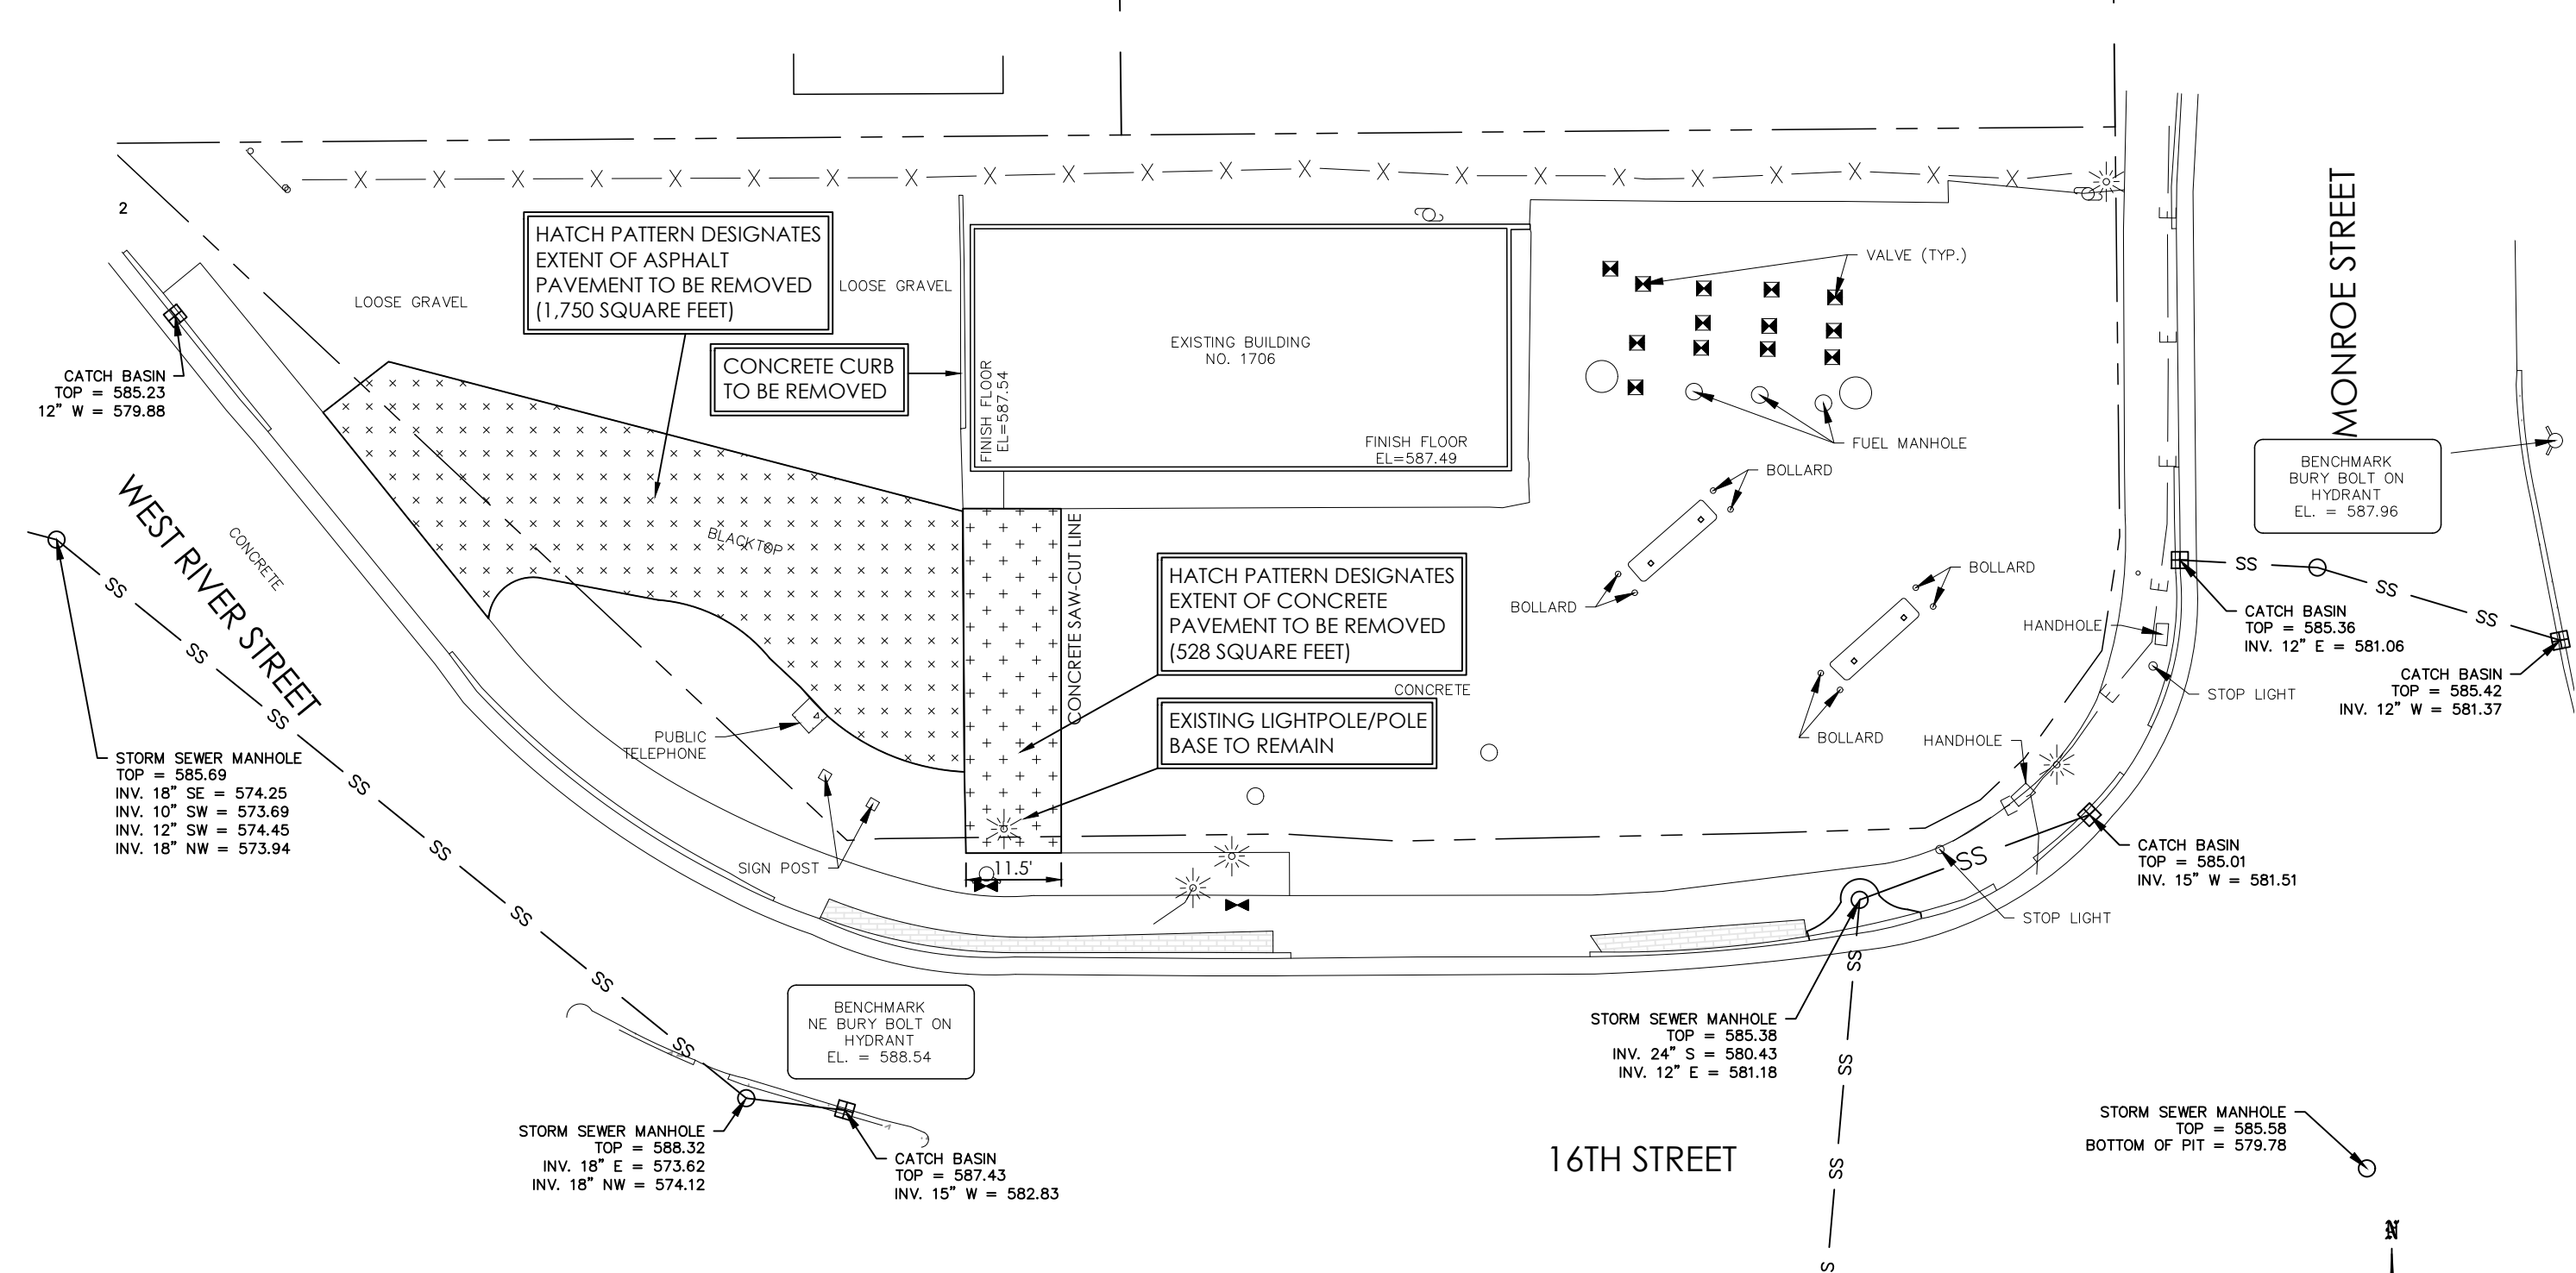 2
HATCH PATTERN DESIGNATES
EXTENT OF ASPHALT
PAVEMENT TO BE REMOVED
(1,750 SQUARE FEET)
LOOSE GRAVEL
LOOSE GRAVEL
CONCRETE CURB
TO BE REMOVED
FINISH FLOOR
EL=587.54
EXISTING BUILDING
NO. 1706
FINISH FLOOR
EL=587.49
VALVE (TYP.)
FUEL MANHOLE
BOLLARD
BOLLARD
BOLLARD
BOLLARD
MONROE STREET
E
E
E
E
E
BENCHMARK
BURY BOLT ON
HYDRANT
EL. = 587.96
CATCH BASIN
TOP = 585.23
12" W = 579.88
WEST RIVER STREET
CONCRETE
BLACKTOP
CONCRETE SAW-CUT LINE
HATCH PATTERN DESIGNATES
EXTENT OF CONCRETE
PAVEMENT TO BE REMOVED
(528 SQUARE FEET)
CONCRETE
EXISTING LIGHTPOLE/POLE
BASE TO REMAIN
HANDHOLE
STOP LIGHT
HANDHOLE
SS
SS
SS
CATCH BASIN
TOP = 585.36
INV. 12" E = 581.06
CATCH BASIN
TOP = 585.42
INV. 12" W = 581.37
PUBLIC
TELEPHONE
SIGN POST
11.5'
STORM SEWER MANHOLE
TOP = 585.69
INV. 18" SE = 574.25
INV. 10" SW = 573.69
INV. 12" SW = 574.45
INV. 18" NW = 573.94
SS
SS
SS
SS
SS
SS
SS
SS
SS
CATCH BASIN
TOP = 585.01
INV. 15" W = 581.51
STOP LIGHT
BENCHMARK
NE BURY BOLT ON
HYDRANT
EL. = 588.54
STORM SEWER MANHOLE
TOP = 585.38
INV. 24" S = 580.43
INV. 12" E = 581.18
SS
SS
SS
S
STORM SEWER MANHOLE
TOP = 588.32
INV. 18" E = 573.62
INV. 18" NW = 574.12
CATCH BASIN
TOP = 587.43
INV. 15" W = 582.83
16TH STREET
STORM SEWER MANHOLE
TOP = 585.58
BOTTOM OF PIT = 579.78
N